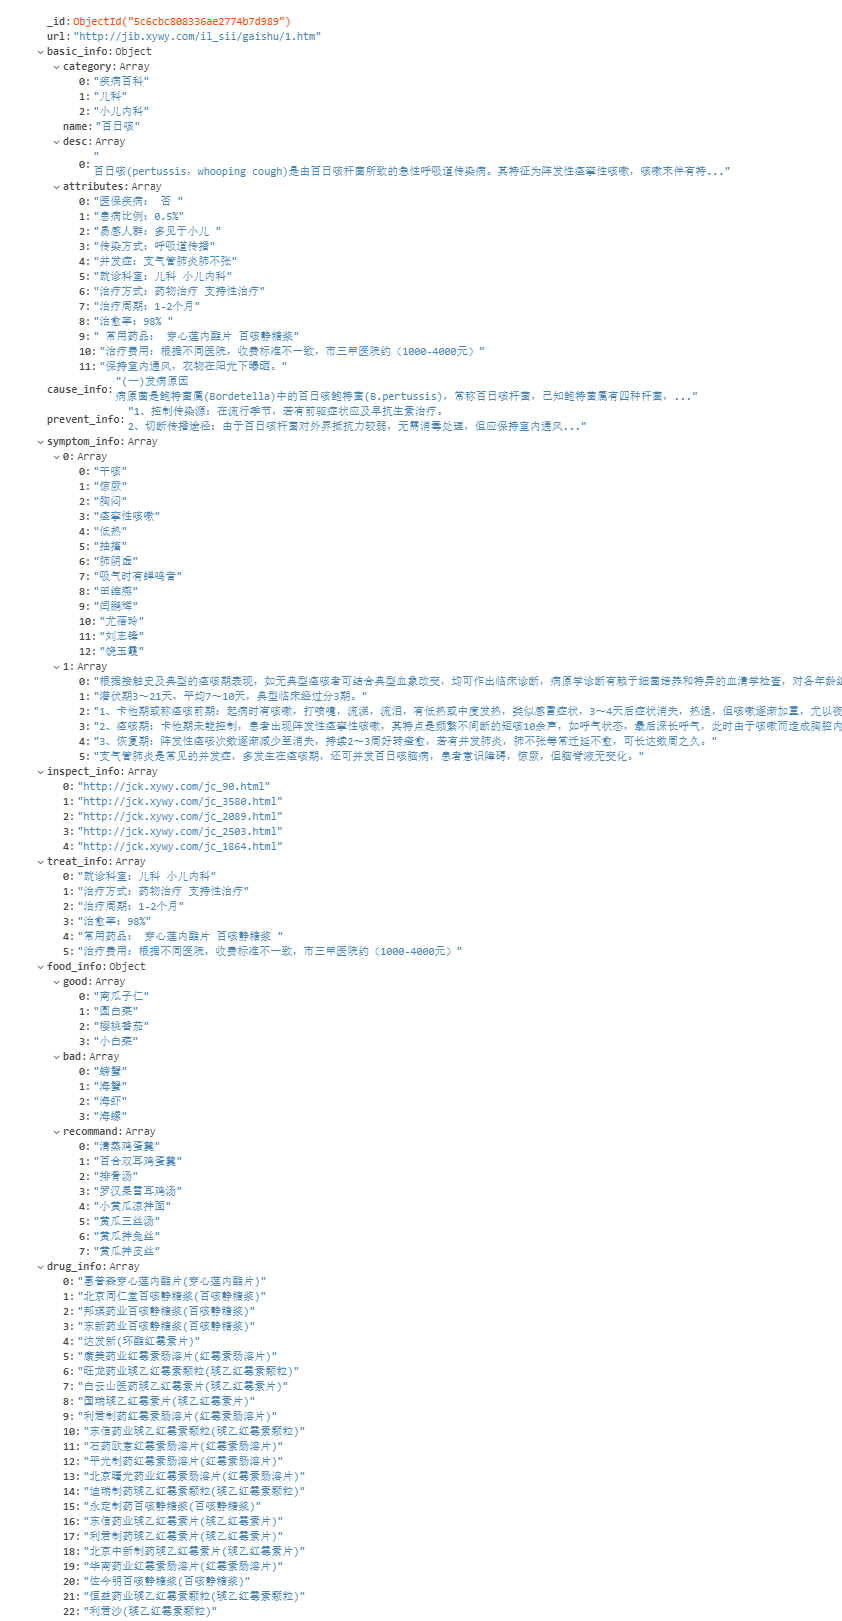 _id: ObjectId("5c6cbc808336ae2774b7d989")
url: "http://jib.xywy.com/il_sii/gaishu/1.htm"
basic_info: Object
category: Array
0: "疾病百科"
1: "儿科"
2: "小儿内科"
name: "百日咳"
desc: Array
"
0: 百日咳(pertussis, whooping cough)是由百日咳杆菌所致的急性呼吸道传染病。其特征为阵发性痉挛性咳嗽，咳嗽末伴有特..."
attributes: Array
0: "医保疾病： 否 "
1: "患病比例：0.5%"
2: "易感人群：多见于小儿 "
3: "传染方式：呼吸道传播"
4: "并发症：支气管肺炎肺不张"
5: "就诊科室：儿科 小儿内科"
6: "治疗方式：药物治疗 支持性治疗"
7: "治疗周期：1-2个月"
8: "治愈率：98% "
9: " 常用药品： 穿心莲内酯片 百咳静糖浆"
10: "治疗费用：根据不同医院，收费标准不一致，市三甲医院约（1000-4000元）"
11: "保持室内通风，衣物在阳光下曝晒。"
"(一)发病原因
cause_info: 病原菌是鲍特菌属(Bordetella)中的百日咳鲍特菌(B.pertussis)，常称百日咳杆菌，已知鲍特菌属有四种杆菌，..."
"1、控制传染源：在流行季节，若有前驱症状应及早抗生素治疗。
prevent_info: 2、切断传播途径：由于百日咳杆菌对外界抵抗力较弱，无需消毒处理，但应保持室内通风..."
symptom_info: Array
0: Array
0: "干咳"
1: "惊厥"
2: "胸闷"
3: "痉挛性咳嗽"
4: "低热"
5: "抽搐"
6: "肺阴虚"
7: "吸气时有蝉鸣音"
8: "田维燕"
9: "闫鹏辉"
10: "尤蓓玲"
11: "刘志锋"
12: "饶玉霞"
1: Array
0: "根据接触史及典型的痉咳期表现，如无典型痉咳者可结合典型血象改变，均可作出临床诊断，病原学诊断有赖于细菌培养和特异的血清学检查，对各年龄
1: "潜伏期3～21天，平均7～10天，典型临床经过分3期。"
2: "1、卡他期或称痉咳前期：起病时有咳嗽，打喷嚏，流涕，流泪，有低热或中度发热，类似感冒症状，3～4天后症状消失，热退，但咳嗽逐渐加重，尤以夜
3: "2、痉咳期：卡他期未能控制，患者出现阵发性痉挛性咳嗽，其特点是频繁不间断的短咳10余声，如呼气状态，最后深长呼气，此时由于咳嗽而造成胸腔内
4: "3、恢复期：阵发性痉咳次数逐渐减少至消失，持续2～3周好转痊愈，若有并发肺炎，肺不张等常迁延不愈，可长达数周之久。"
5: "支气管肺炎是常见的并发症，多发生在痉咳期，还可并发百日咳脑病，患者意识障碍，惊厥，但脑脊液无变化。"
inspect_info: Array
0: "http://jck.xywy.com/jc_90.html"
1: "http://jck.xywy.com/jc_3580.html"
2: "http://jck.xywy.com/jc_2089.html"
3: "http://jck.xywy.com/jc_2503.html"
4: "http://jck.xywy.com/jc_1864.html"
treat_info: Array
0: "就诊科室：儿科 小儿内科"
1: "治疗方式：药物治疗 支持性治疗"
2: "治疗周期：1-2个月"
3: "治愈率：98%"
4: "常用药品： 穿心莲内酯片 百咳静糖浆 "
5: "治疗费用：根据不同医院，收费标准不一致，市三甲医院约（1000-4000元）"
food_info: Object
good: Array
0: "南瓜子仁"
1: "圆白菜"
2: "樱桃番茄"
3: "小白菜"
bad: Array
0: "螃蟹"
1: "海蟹"
2: "海虾"
3: "海螺"
recommand: Array
0: "清蒸鸡蛋羹"
1: "百合双耳鸡蛋羹"
2: "排骨汤"
3: "罗汉果雪耳鸡汤"
4: "小黄瓜凉拌面"
5: "黄瓜三丝汤"
6: "黄瓜拌兔丝"
7: "黄瓜拌皮丝"
drug_info: Array
0: "惠普森穿心莲内酯片(穿心莲内酯片)"
1: "北京同仁堂百咳静糖浆(百咳静糖浆)"
2: "邦琪药业百咳静糖浆(百咳静糖浆)"
3: "东新药业百咳静糖浆(百咳静糖浆)"
4: "达发新(环酯红霉素片)"
5: "康美药业红霉素肠溶片(红霉素肠溶片)"
6: "旺龙药业琥乙红霉素颗粒(琥乙红霉素颗粒)"
7: "白云山医药琥乙红霉素片(琥乙红霉素片)"
8: "国瑞琥乙红霉素片(琥乙红霉素片)"
9: "利君制药红霉素肠溶片(红霉素肠溶片)"
10: "东信药业琥乙红霉素颗粒(琥乙红霉素颗粒)"
11: "石药欧意红霉素肠溶片(红霉素肠溶片)"
12: "平光制药红霉素肠溶片(红霉素肠溶片)"
13: "北京曙光药业红霉素肠溶片(红霉素肠溶片)"
14: "迪瑞制药琥乙红霉素颗粒(琥乙红霉素颗粒)"
15: "永定制药百咳静糖浆(百咳静糖浆)"
16: "东信药业琥乙红霉素片(琥乙红霉素片)"
17: "利君制药琥乙红霉素片(琥乙红霉素片)"
18: "北京中新制药琥乙红霉素片(琥乙红霉素片)"
19: "华南药业红霉素肠溶片(红霉素肠溶片)"
20: "佐今明百咳静糖浆(百咳静糖浆)"
21: "恒益药业琥乙红霉素颗粒(琥乙红霉素颗粒)"
22: "利君沙(琥乙红霉素颗粒)"